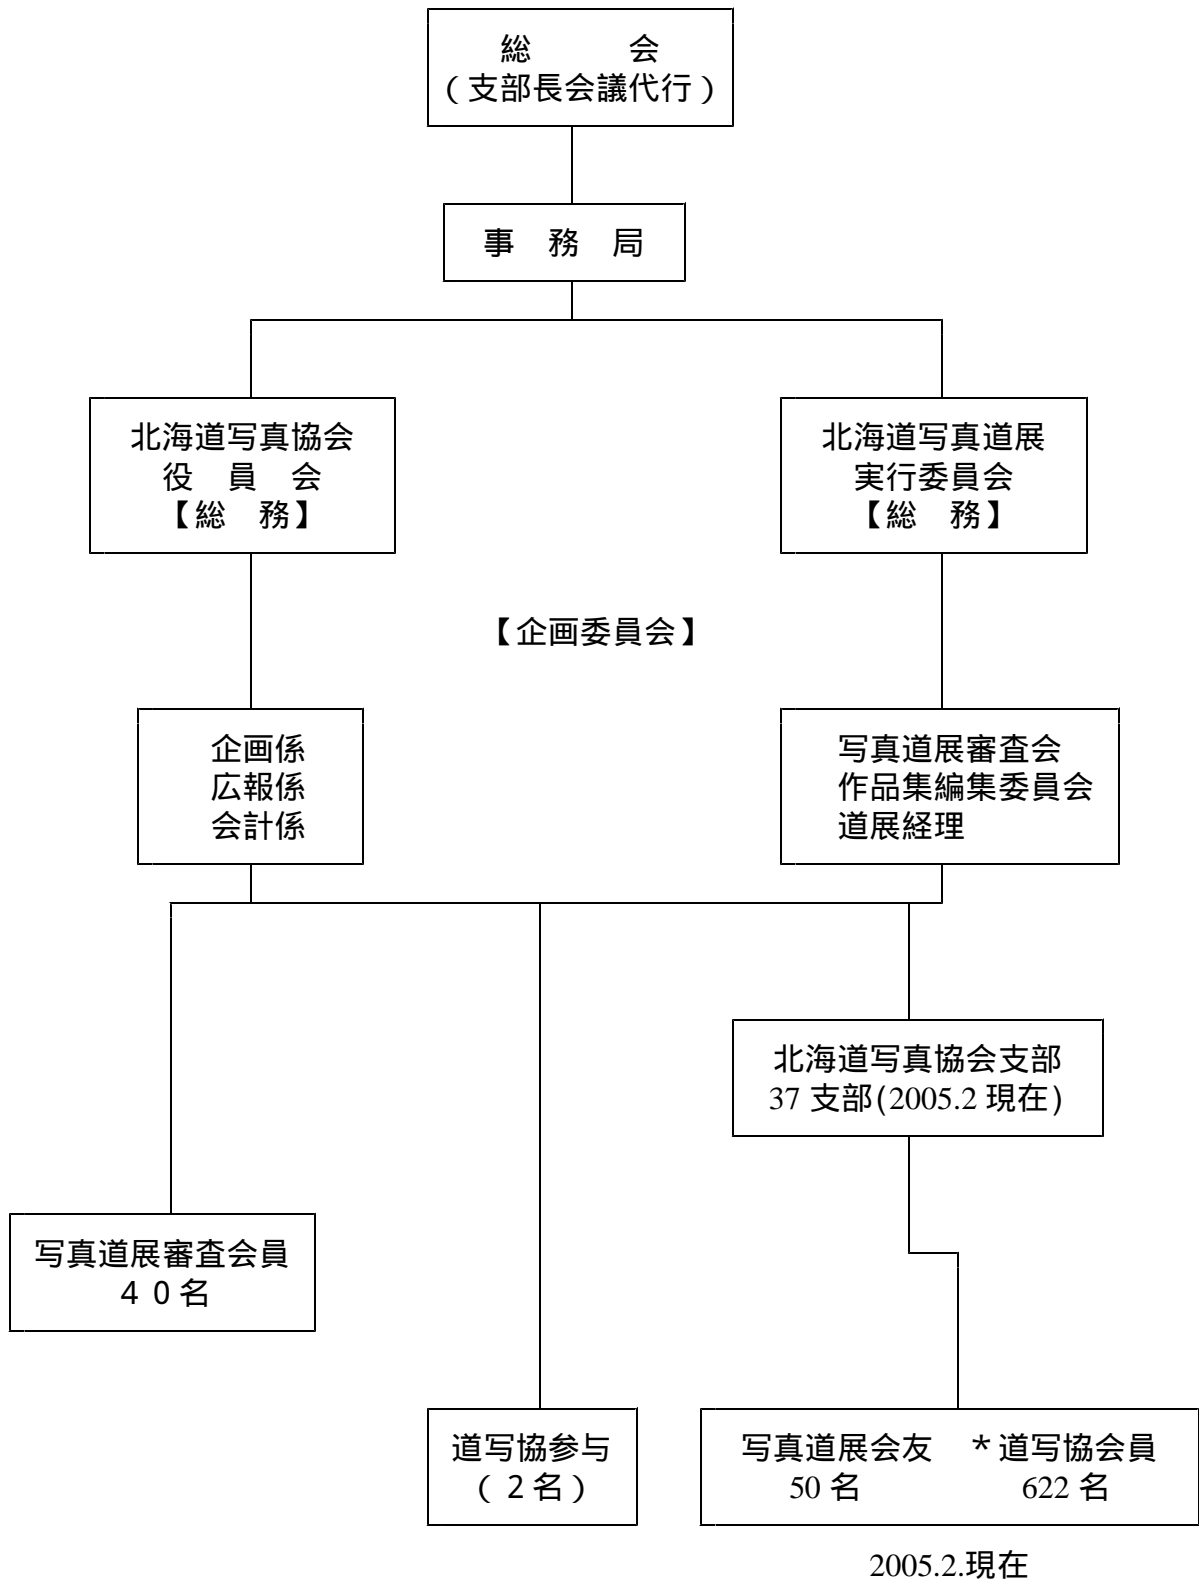 総　　　会
（支部長会議代行）
事　務　局
北海道写真協会
役　員　会
【総　務】
北海道写真道展
実行委員会
【総　務】
【企画委員会】
企画係
広報係
会計係
写真道展審査会
作品集編集委員会
道展経理
北海道写真協会支部
37 支部(2005.2 現在)
写真道展審査会員
４０名
道写協参与
（２名）
写真道展会友　＊道写協会員
50 名　622 名
2005.2.現在